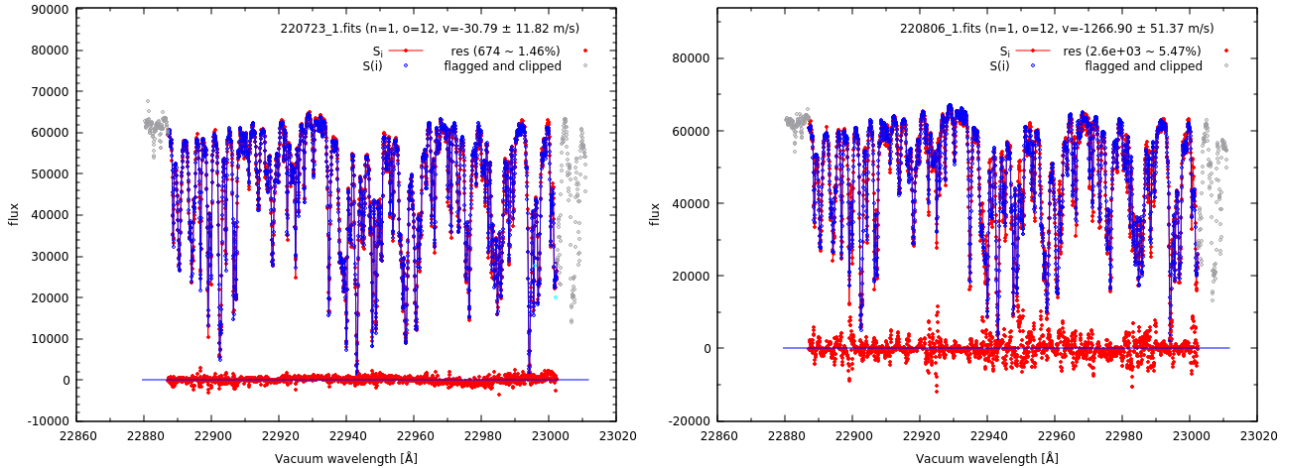 220723_1.fits (n=1, o=12, v=-30.79 ± 11.82 m/s)
Si res (674 ~ 1.46%)
S(i) flagged and clipped
90000
80000
70000
60000
50000
40000
30000
20000
10000
0
-10000
flux
22860 22880 22900 22920 22940 22960 22980 23000 23020
Vacuum wavelength [Å]
220806_1.fits (n=1, o=12, v=-1266.90 ± 51.37 m/s)
Si res (2.6e+03 ~ 5.47%)
S(i) flagged and clipped
80000
60000
40000
20000
0
-20000
flux
22860 22880 22900 22920 22940 22960 22980 23000 23020
Vacuum wavelength [Å]